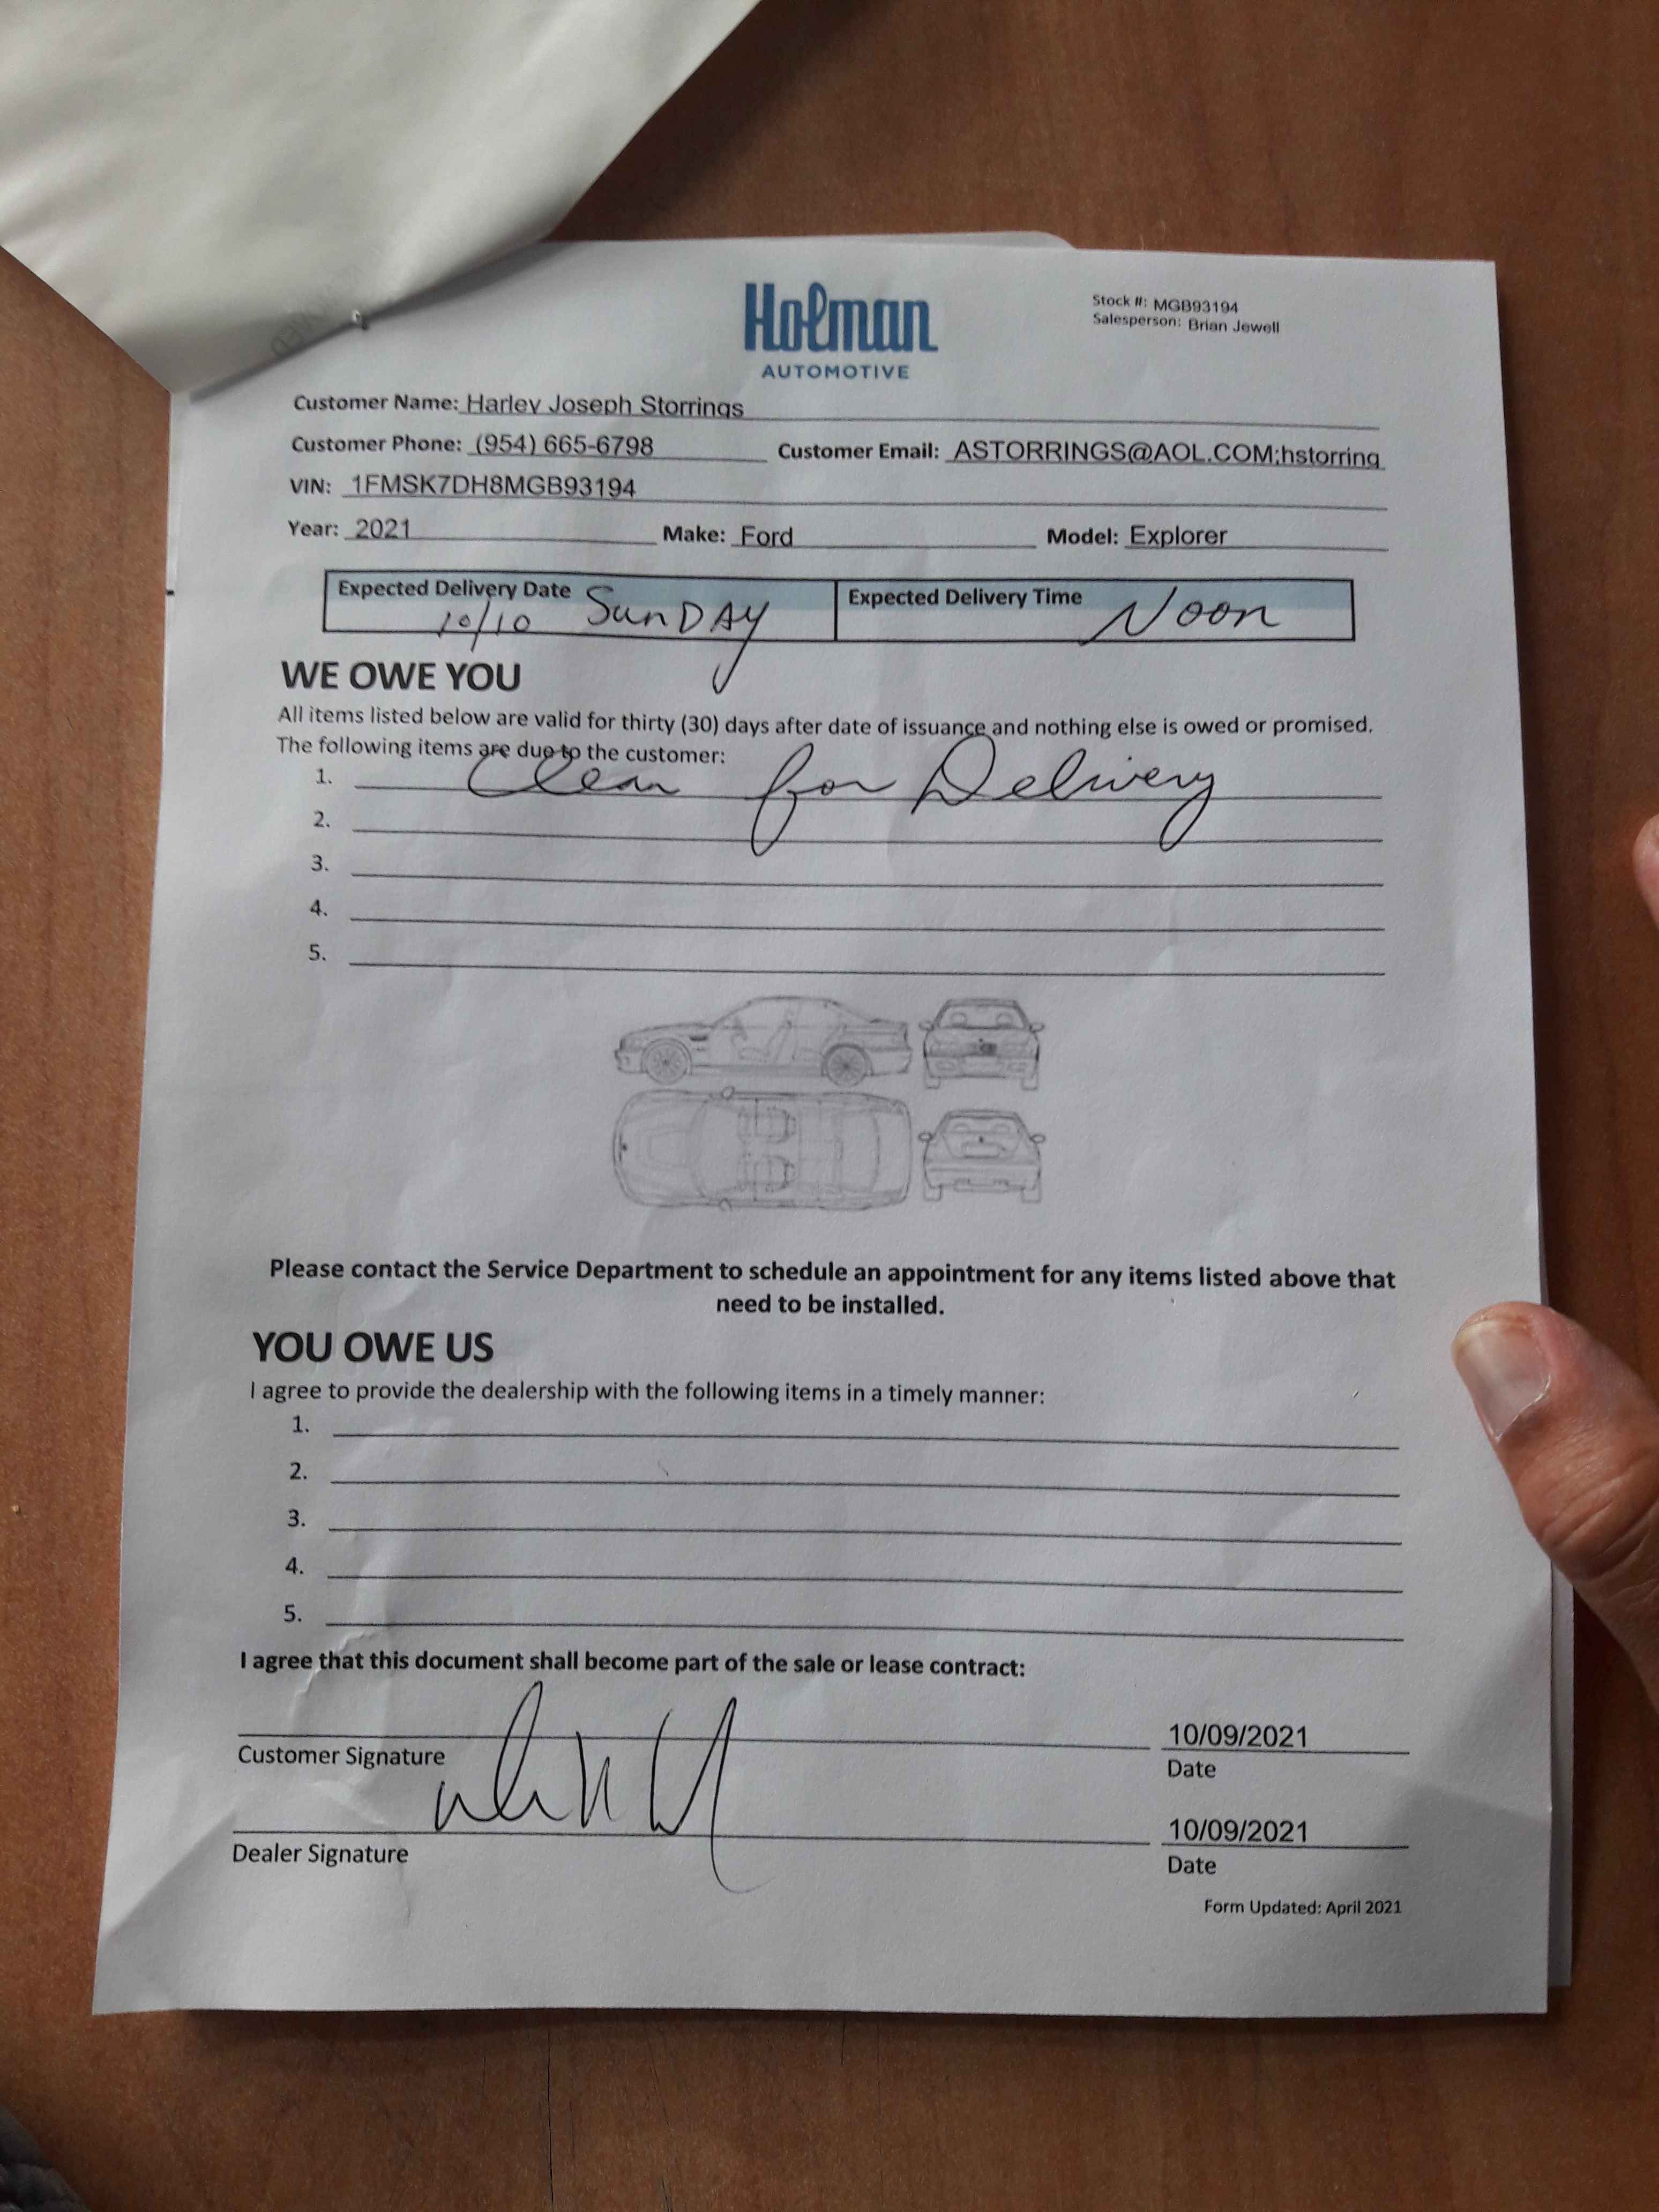 Holman
AUTOMOTIVE
Stock #: MGB93194
Salesperson: Brian Jewell
Customer Name: Harley Joseph Storrings
Customer Phone: (954) 665-6798 Customer Email: ASTORRINGS@AOL.COM;hstorring
VIN: 1FMSK7DH8MGB93194
Year: 2021 Make: Ford Model: Explorer
Expected Delivery Date 10/10 SunDAy Expected Delivery Time Noon
WE OWE YOU
All items listed below are valid for thirty (30) days after date of issuance and nothing else is owed or promised.
The following items are due to the customer:
1. Clean for Delivery
2.
3.
4.
5.
Please contact the Service Department to schedule an appointment for any items listed above that
need to be installed.
YOU OWE US
I agree to provide the dealership with the following items in a timely manner:
1.
2.
3.
4.
5.
I agree that this document shall become part of the sale or lease contract:
10/09/2021
Customer Signature Date
10/09/2021
Dealer Signature Date
Form Updated: April 2021